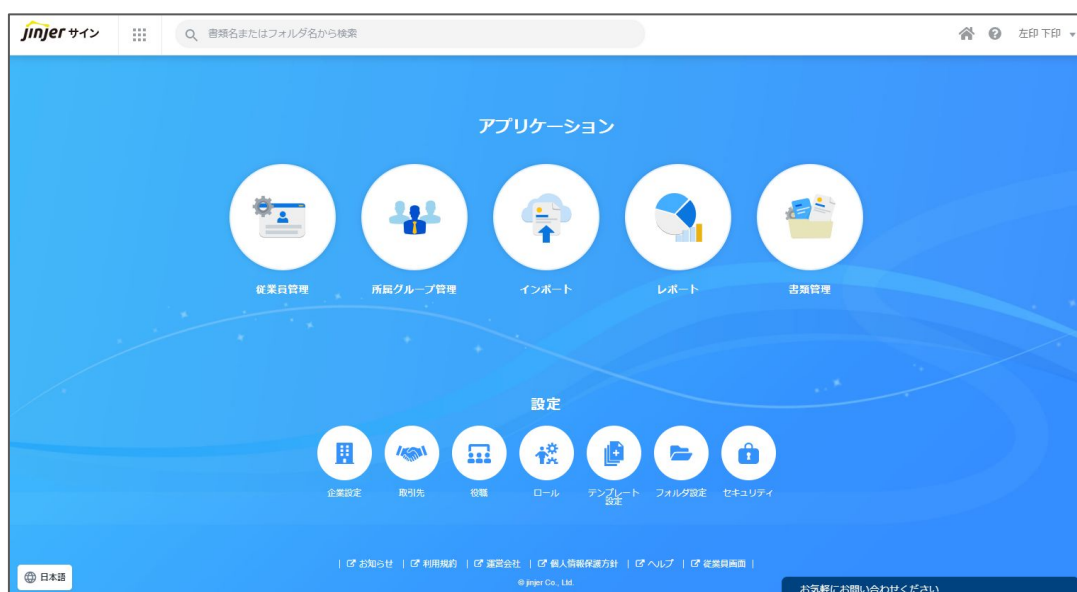 jinjer サイン
書類名またはフォルダ名から検索
左印 下印
アプリケーション
従業員管理
所属グループ管理
インポート
レポート
書類管理
設定
企業設定
取引先
役職
ロール
テンプレート
設定
フォルダ設定
セキュリティ
| お知らせ | 利用規約 | 運営会社 | 個人情報保護方針 | ヘルプ | 従業員画面 |
© jinjer Co., Ltd.
日本語
お気軽にお問い合わせください